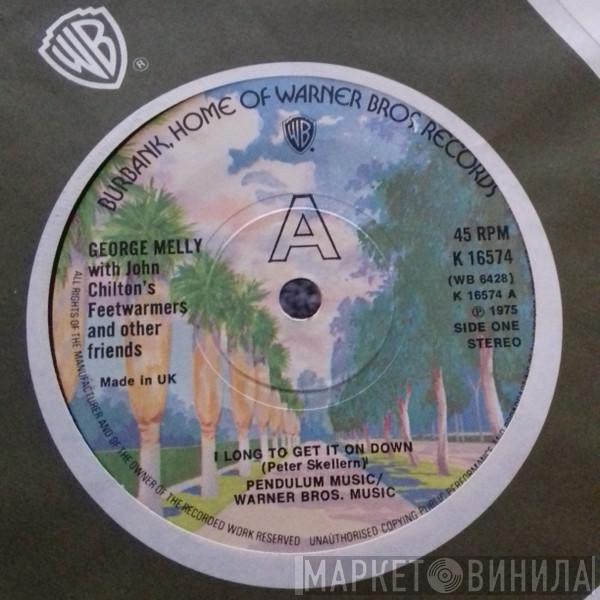 WB
®
BURBANK, HOME OF WARNER BROS. RECORDS
WB
A
GEORGE MELLY
with John
Chilton's
Feetwarmers
and other
friends
Made in UK
45 RPM
K 16574
(WB 6428)
K 16574 A
℗ 1975
SIDE ONE
STEREO
I LONG TO GET IT ON DOWN
(Peter Skellern)
PENDULUM MUSIC/
WARNER BROS. MUSIC
ALL RIGHTS OF THE MANUFACTURER AND OF THE OWNER OF THE RECORDED WORK RESERVED UNAUTHORISED COPYING PUBLIC PERFORMANCE
МАРКЕТ ВИНИЛА